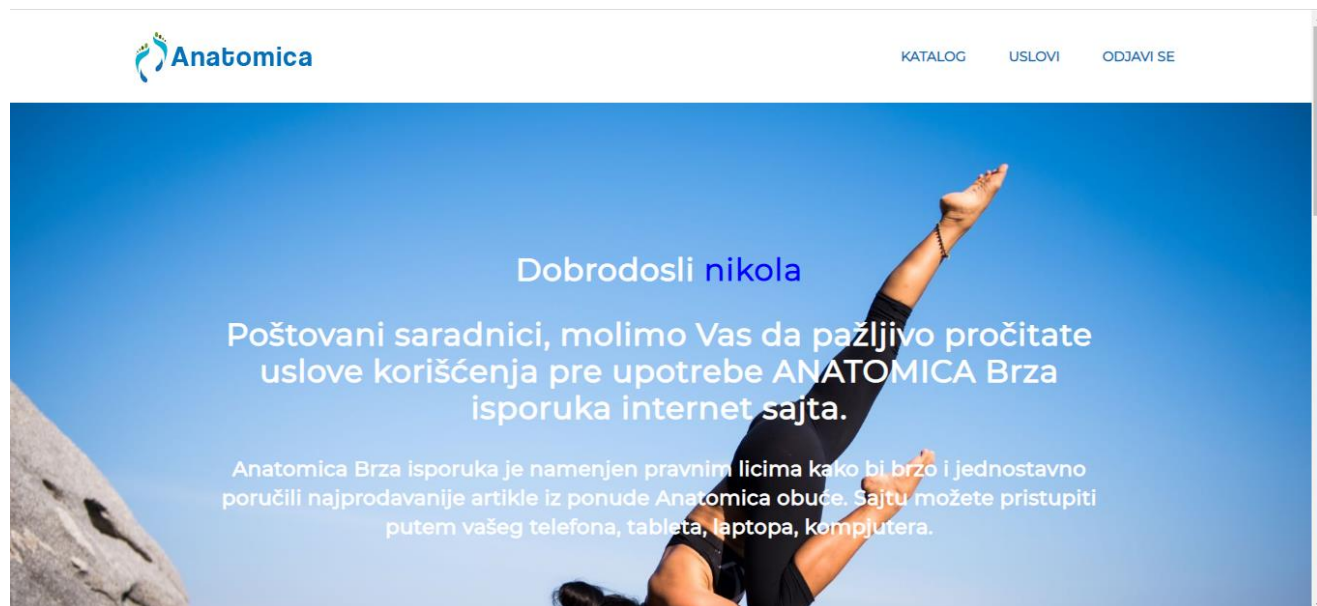 Anatomica
KATALOG USLOVI ODJAVI SE
Dobrodosli nikola
Poštovani saradnici, molimo Vas da pažljivo pročitate
uslove korišćenja pre upotrebe ANATOMICA Brza
isporuka internet sajta.
Anatomica Brza isporuka je namenjen pravnim licima kako bi brzo i jednostavno
poručili najprodavanije artikle iz ponude Anatomica obuće. Sajtu možete pristupiti
putem vašeg telefona, tableta, laptopa, kompjutera.